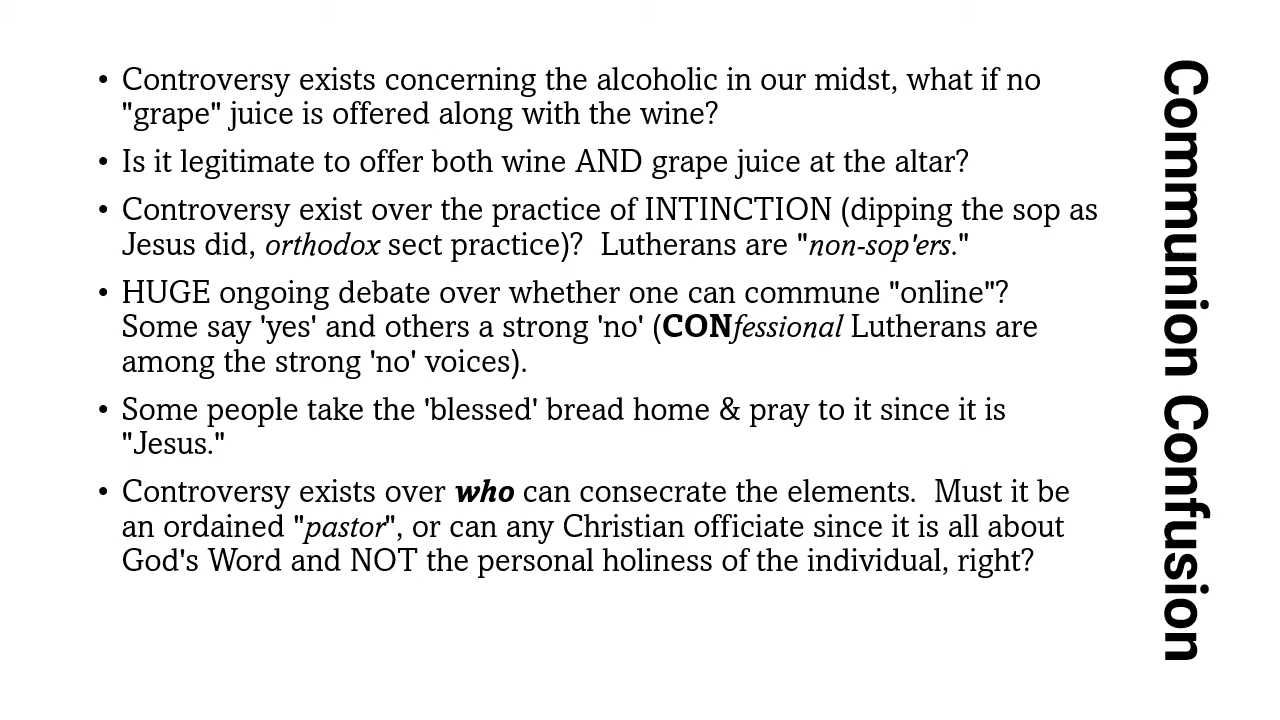 • Controversy exists concerning the alcoholic in our midst, what if no
"grape" juice is offered along with the wine?
• Is it legitimate to offer both wine AND grape juice at the altar?
• Controversy exist over the practice of INTINCTION (dipping the sop as
Jesus did, orthodox sect practice)?  Lutherans are "non-sop'ers."
• HUGE ongoing debate over whether one can commune "online"?
Some say 'yes' and others a strong 'no' (CONfessional Lutherans are
among the strong 'no' voices).
• Some people take the 'blessed' bread home & pray to it since it is
"Jesus."
• Controversy exists over who can consecrate the elements.  Must it be
an ordained "pastor", or can any Christian officiate since it is all about
God's Word and NOT the personal holiness of the individual, right?
Communion Confusion